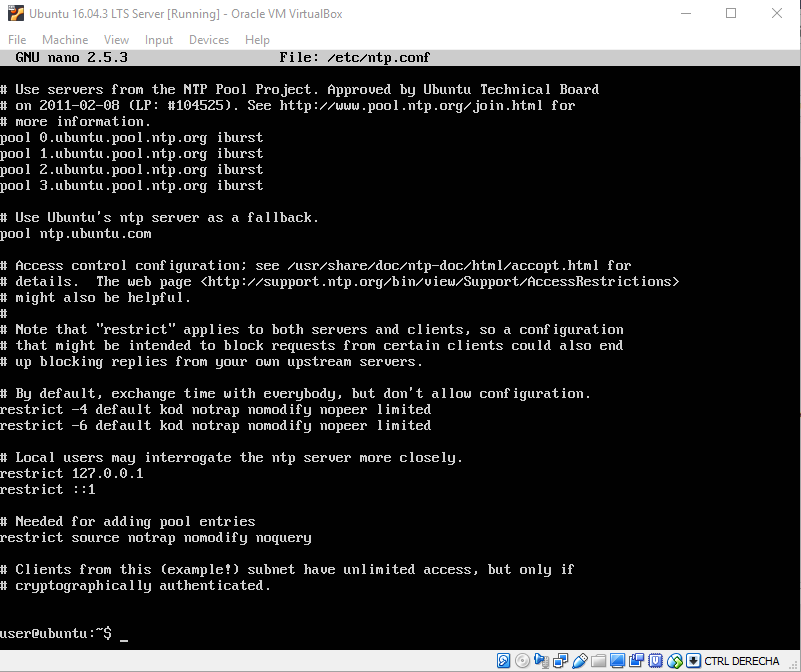 Ubuntu 16.04.3 LTS Server [Running] - Oracle VM VirtualBox
File Machine View Input Devices Help
GNU nano 2.5.3 File: /etc/ntp.conf
# Use servers from the NTP Pool Project. Approved by Ubuntu Technical Board
# on 2011-02-08 (LP: #104525). See http://www.pool.ntp.org/join.html for
# more information.
pool 0.ubuntu.pool.ntp.org iburst
pool 1.ubuntu.pool.ntp.org iburst
pool 2.ubuntu.pool.ntp.org iburst
pool 3.ubuntu.pool.ntp.org iburst
# Use Ubuntu's ntp server as a fallback.
pool ntp.ubuntu.com
# Access control configuration; see /usr/share/doc/ntp-doc/html/accopt.html for
# details.  The web page <http://support.ntp.org/bin/view/Support/AccessRestrictions>
# might also be helpful.
#
# Note that "restrict" applies to both servers and clients, so a configuration
# that might be intended to block requests from certain clients could also end
# up blocking replies from your own upstream servers.
# By default, exchange time with everybody, but don't allow configuration.
restrict -4 default kod notrap nomodify nopeer limited
restrict -6 default kod notrap nomodify nopeer limited
# Local users may interrogate the ntp server more closely.
restrict 127.0.0.1
restrict ::1
# Needed for adding pool entries
restrict source notrap nomodify noquery
# Clients from this (example!) subnet have unlimited access, but only if
# cryptographically authenticated.
user@ubuntu:~$ _
CTRL DERECHA